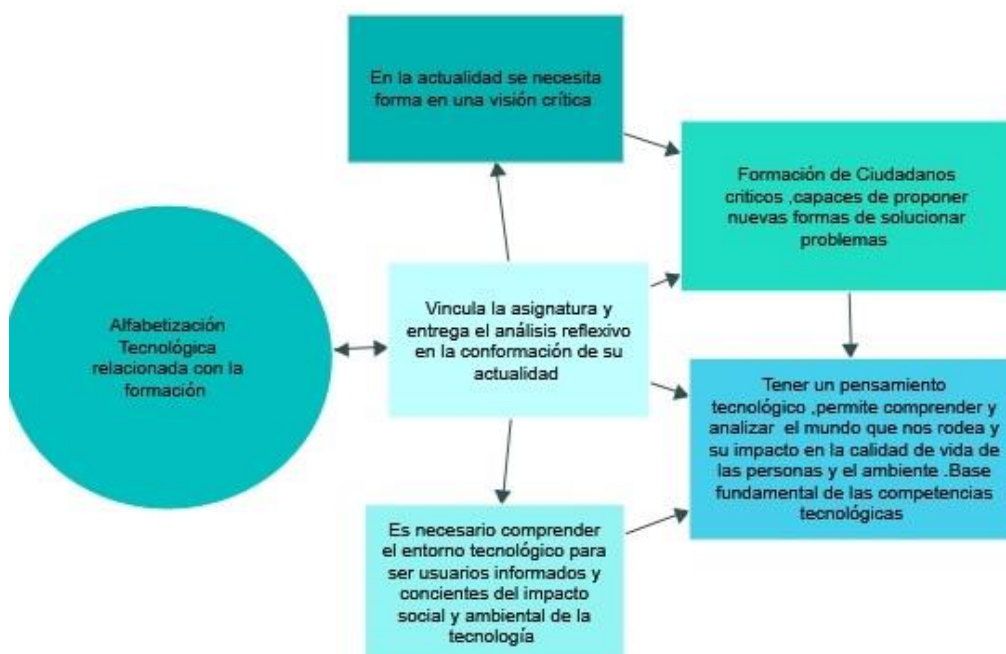 En la actualidad se necesita
forma en una visión crítica
Formación de Ciudadanos
criticos ,capaces de proponer
nuevas formas de solucionar
problemas
Alfabetización
Tecnológica
relacionada con la
formación
Vincula la asignatura y
entrega el análisis reflexivo
en la conformación de su
actualidad
Tener un pensamiento
tecnológico ,permite comprender y
analizar el mundo que nos rodea y
su impacto en la calidad de vida de
las personas y el ambiente .Base
fundamental de las competencias
tecnológicas
Es necesario comprender
el entorno tecnológico para
ser usuarios informados y
concientes del impacto
social y ambiental de la
tecnología